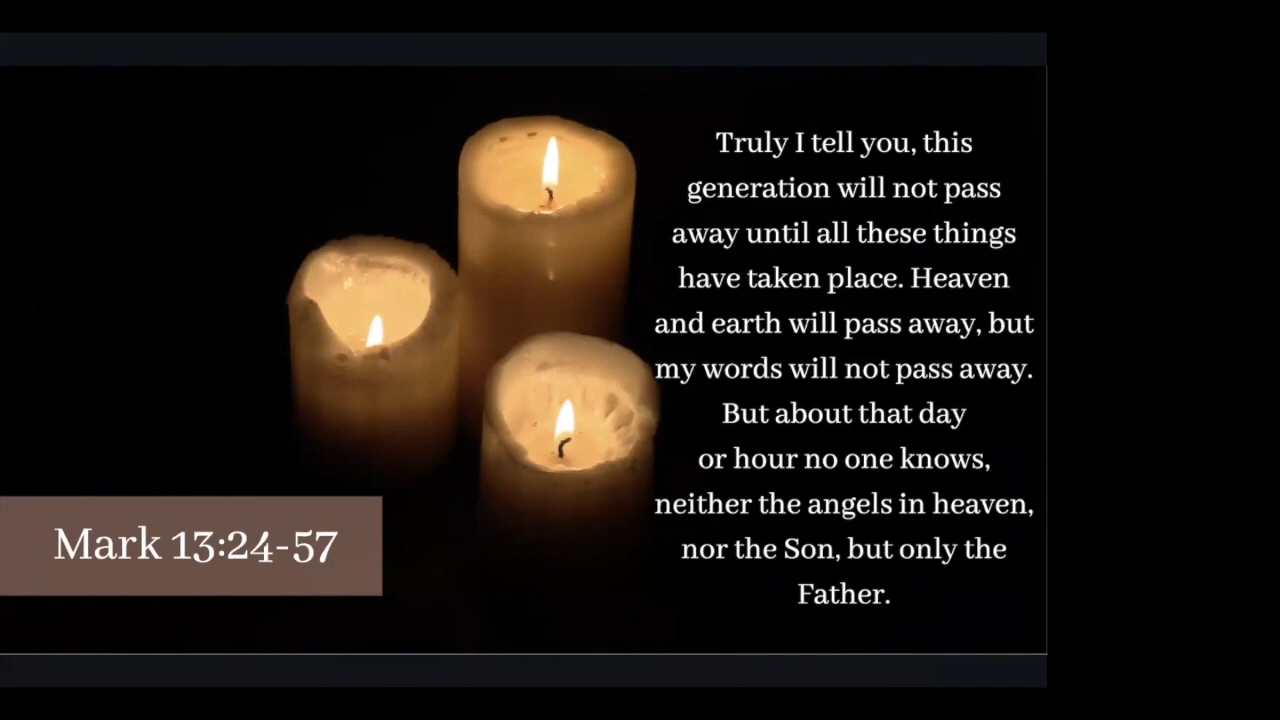 Truly I tell you, this
generation will not pass
away until all these things
have taken place. Heaven
and earth will pass away, but
my words will not pass away.
But about that day
or hour no one knows,
neither the angels in heaven,
nor the Son, but only the
Father.
Mark 13:24-57